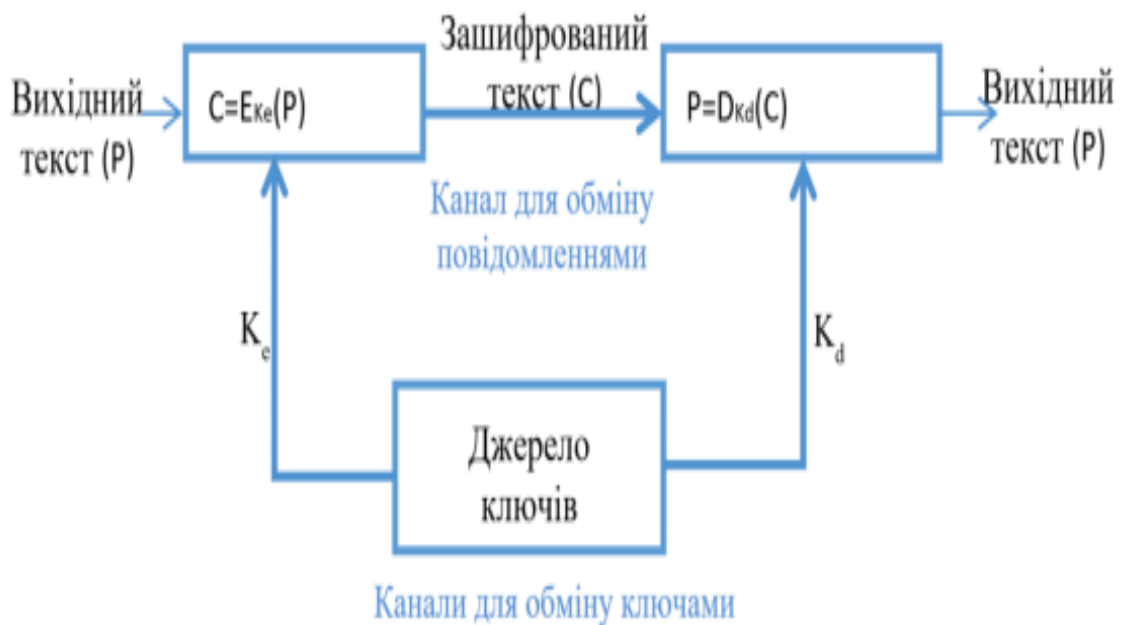 Вихідний
текст (P)
C=EKe(P)
Зашифрований
текст (C)
P=DKd(C)
Вихідний
текст (P)
Канал для обміну
повідомленнями
Ke
Kd
Джерело
ключів
Канали для обміну ключами